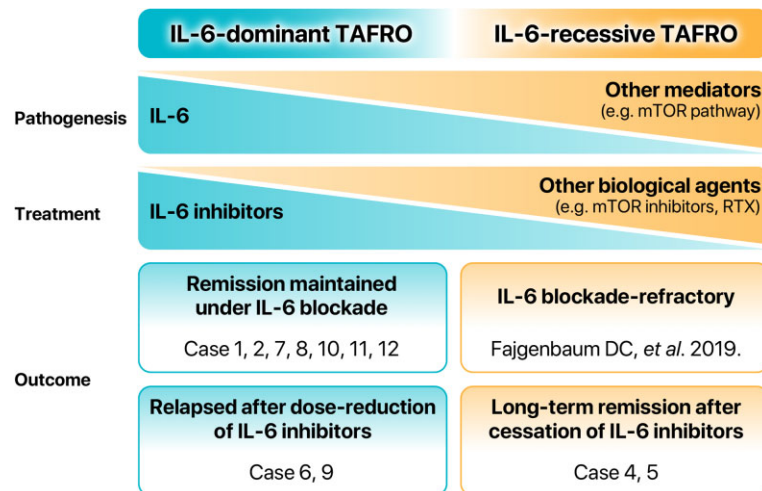 IL-6-dominant TAFRO
IL-6-recessive TAFRO
Pathogenesis
IL-6
Other mediators
(e.g. mTOR pathway)
Treatment
IL-6 inhibitors
Other biological agents
(e.g. mTOR inhibitors, RTX)
Outcome
Remission maintained
under IL-6 blockade
Case 1, 2, 7, 8, 10, 11, 12
IL-6 blockade-refractory
Fajgenbaum DC, et al. 2019.
Relapsed after dose-reduction
of IL-6 inhibitors
Case 6, 9
Long-term remission after
cessation of IL-6 inhibitors
Case 4, 5